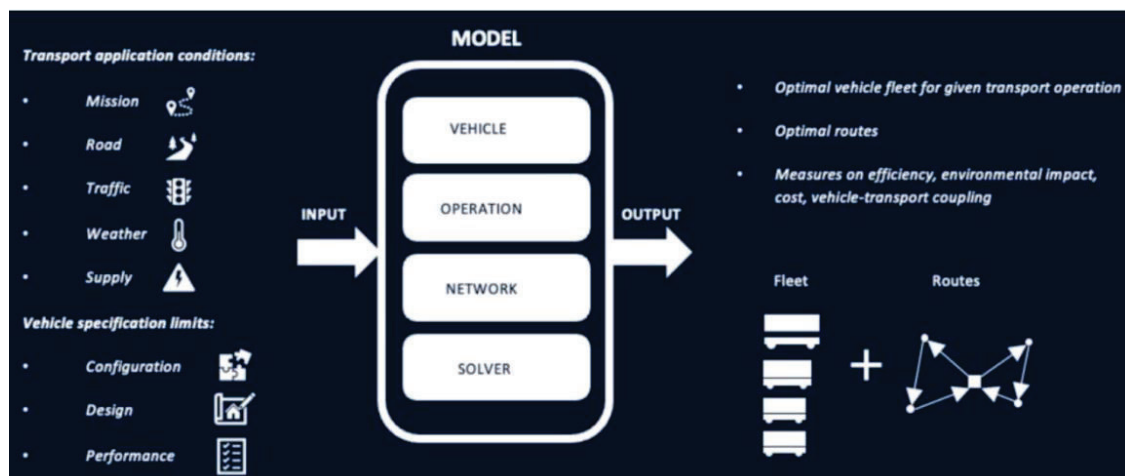 Transport application conditions:
• Mission
• Road
• Traffic
• Weather
• Supply
Vehicle specification limits:
• Configuration
• Design
• Performance
INPUT
MODEL
VEHICLE
OPERATION
NETWORK
SOLVER
OUTPUT
• Optimal vehicle fleet for given transport operation
• Optimal routes
• Measures on efficiency, environmental impact,
cost, vehicle-transport coupling
Fleet
Routes